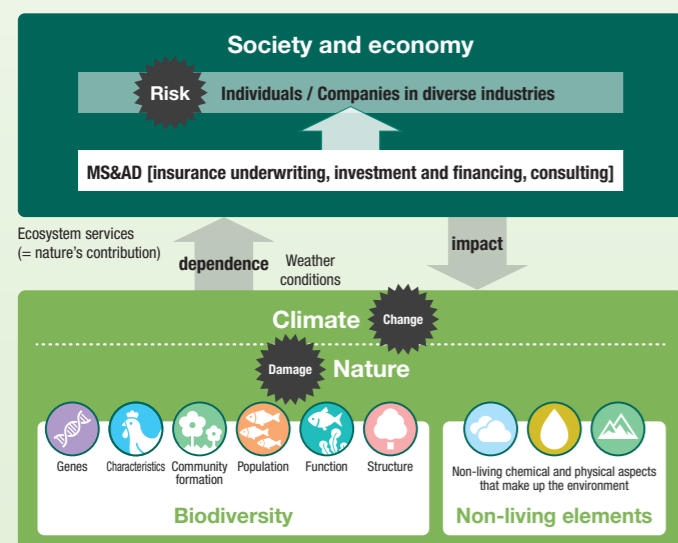 Society and economy
Risk
Individuals / Companies in diverse industries
MS&AD [insurance underwriting, investment and financing, consulting]
Ecosystem services
(= nature's contribution)
dependence
Weather
conditions
impact
Climate
Change
Damage
Nature
Genes
Characteristics
Community
formation
Population
Function
Structure
Biodiversity
Non-living chemical and physical aspects
that make up the environment
Non-living elements